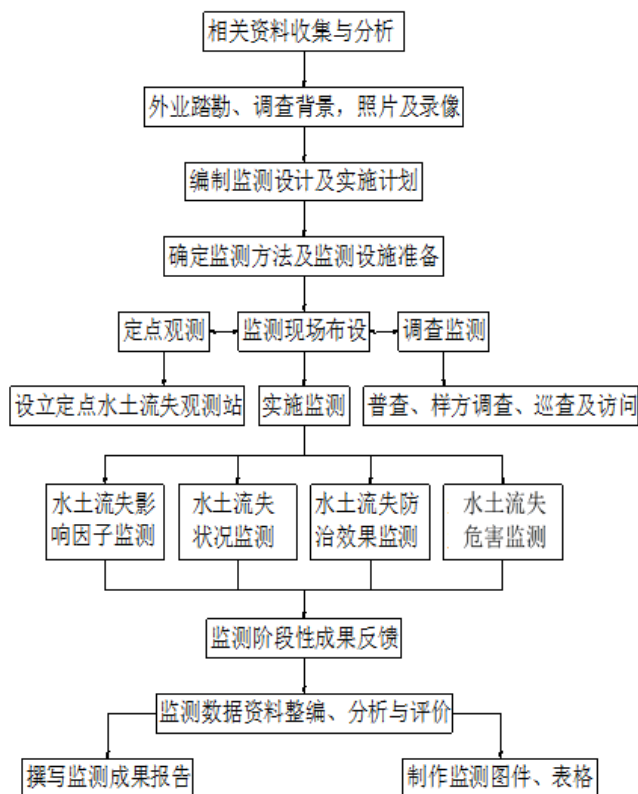 相关资料收集与分析
外业踏勘、调查背景，照片及录像
编制监测设计及实施计划
确定监测方法及监测设施准备
定点观测
监测现场布设
调查监测
设立定点水土流失观测站
实施监测
普查、样方调查、巡查及访问
水土流失影
响因子监测
水土流失
状况监测
水土流失防
治效果监测
水土流失
危害监测
监测阶段性成果反馈
监测数据资料整编、分析与评价
撰写监测成果报告
制作监测图件、表格